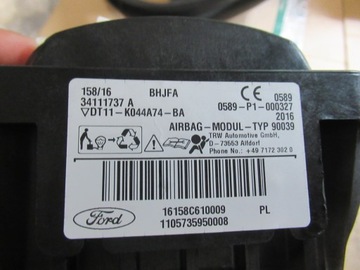 158/16 BHJFA
34111737 A
▽DT11-K044A74-BA
CE 0589
0589-P1-000327
2016
AIRBAG-MODUL-TYP 90039
TRW Automotive GmbH,
D-73553 Alfdorf
Phone No.: +49 7172 302 0
Ford
16158C610009 PL
1105735950008